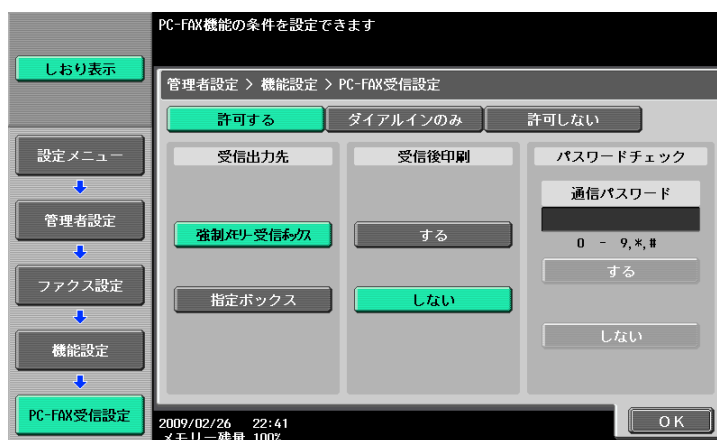 PC-FAX機能の条件を設定できます
しおり表示
管理者設定 > 機能設定 > PC-FAX受信設定
許可する
ダイアルインのみ
許可しない
設定メニュー
管理者設定
ファクス設定
機能設定
PC-FAX受信設定
受信出力先
強制ﾒﾓﾘｰ受信ﾎﾞｯｸｽ
指定ボックス
受信後印刷
する
しない
パスワードチェック
通信パスワード
0 - 9,*,#
する
しない
2009/02/26 22:41
メモリー残量 100%
OK